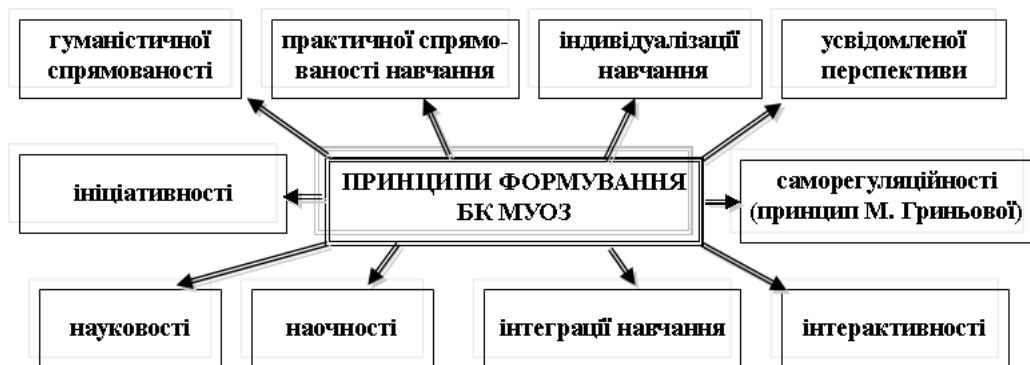 гуманістичної
спрямованості
практичної спрямо-
ваності навчання
індивідуалізації
навчання
усвідомленої
перспективи
ініціативності
ПРИНЦИПИ ФОРМУВАННЯ
БК МУОЗ
саморегуляційності
(принцип М. Гриньової)
науковості
наочності
інтеграції навчання
інтерактивності